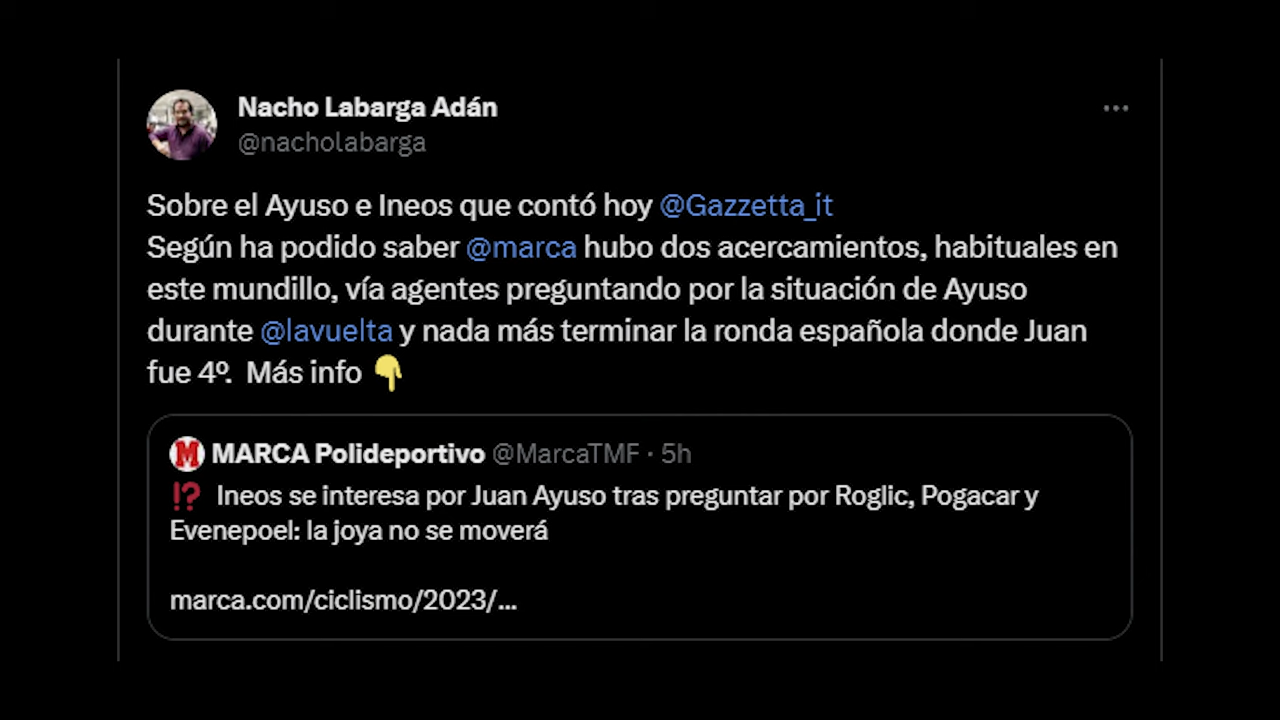 Nacho Labarga Adán
@nacholabarga
Sobre el Ayuso e Ineos que contó hoy @Gazzetta_it
Según ha podido saber @marca hubo dos acercamientos, habituales en
este mundillo, vía agentes preguntando por la situación de Ayuso
durante @lavuelta y nada más terminar la ronda española donde Juan
fue 4º. Más info 👇
M MARCA Polideportivo @MarcaTMF · 5h
⁉️ Ineos se interesa por Juan Ayuso tras preguntar por Roglic, Pogacar y
Evenepoel: la joya no se moverá
marca.com/ciclismo/2023/...